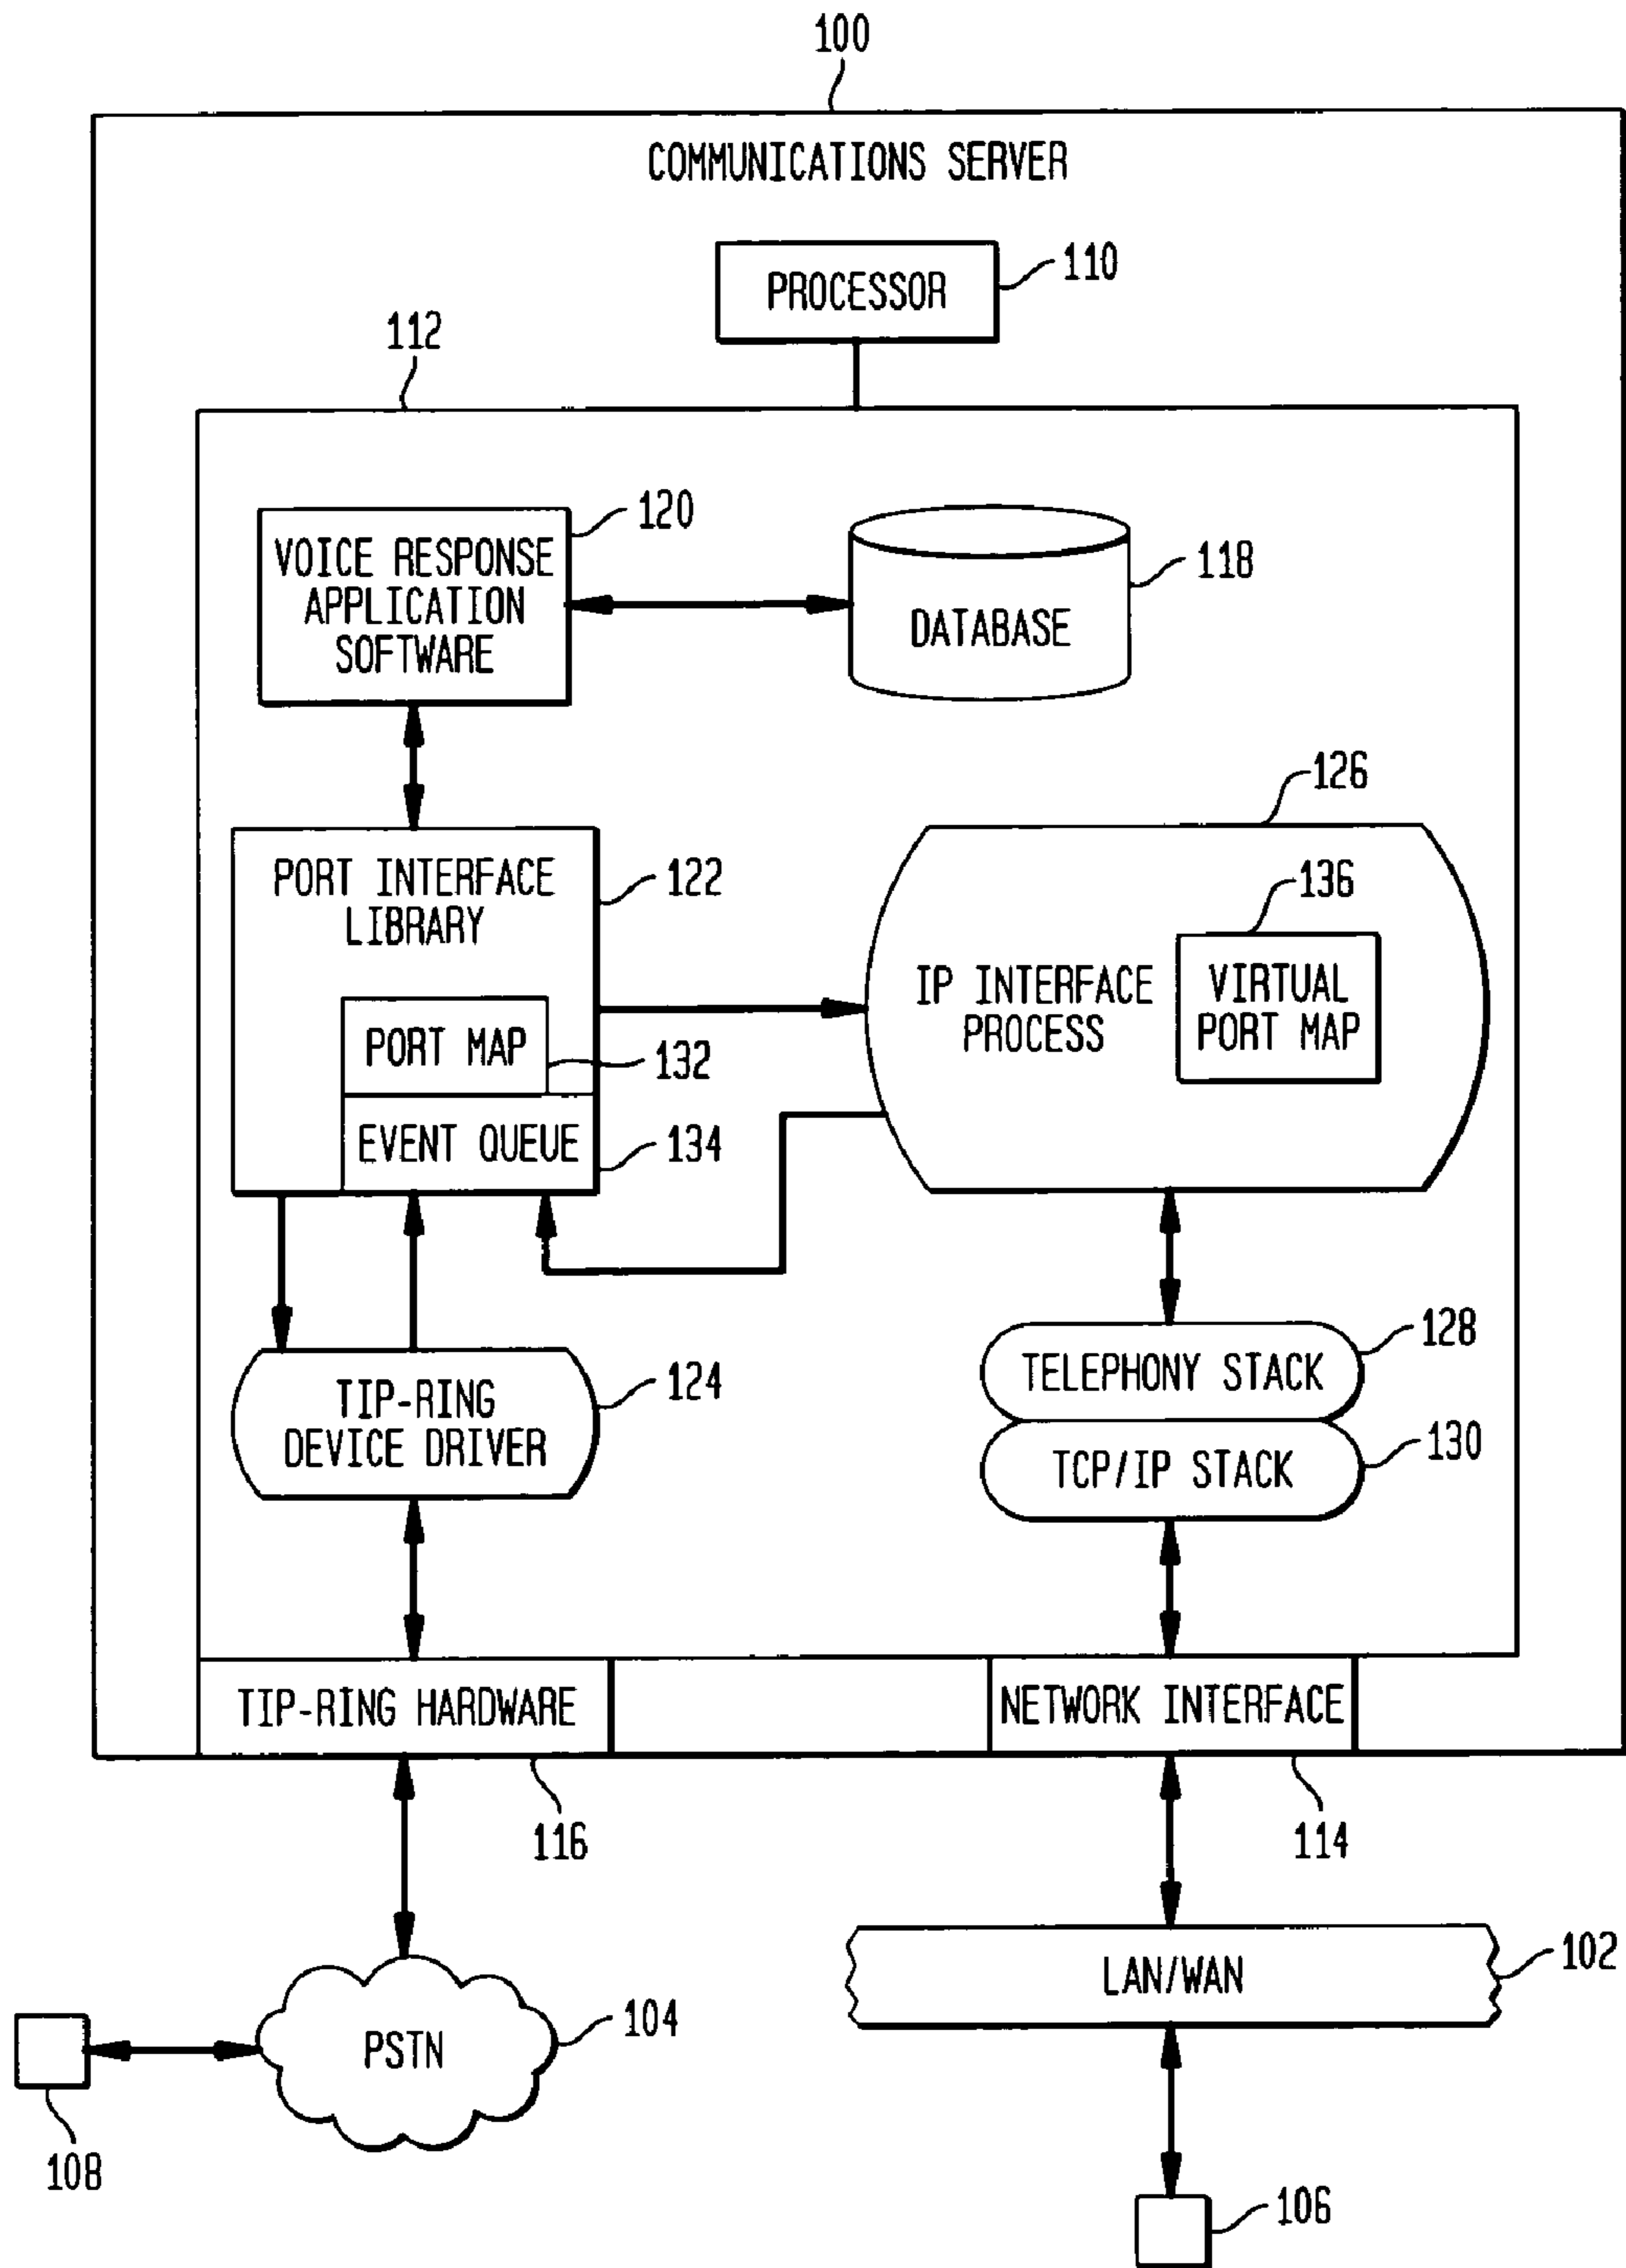 100
COMMUNICATIONS SERVER
PROCESSOR
110
112
120
VOICE RESPONSE
APPLICATION
SOFTWARE
118
DATABASE
126
PORT INTERFACE
LIBRARY
122
136
IP INTERFACE
PROCESS
VIRTUAL
PORT MAP
PORT MAP
132
EVENT QUEUE
134
128
TELEPHONY STACK
TIP-RING
DEVICE DRIVER
124
TCP/IP STACK
130
TIP-RING HARDWARE
NETWORK INTERFACE
116
114
LAN/WAN
102
PSTN
104
108
106